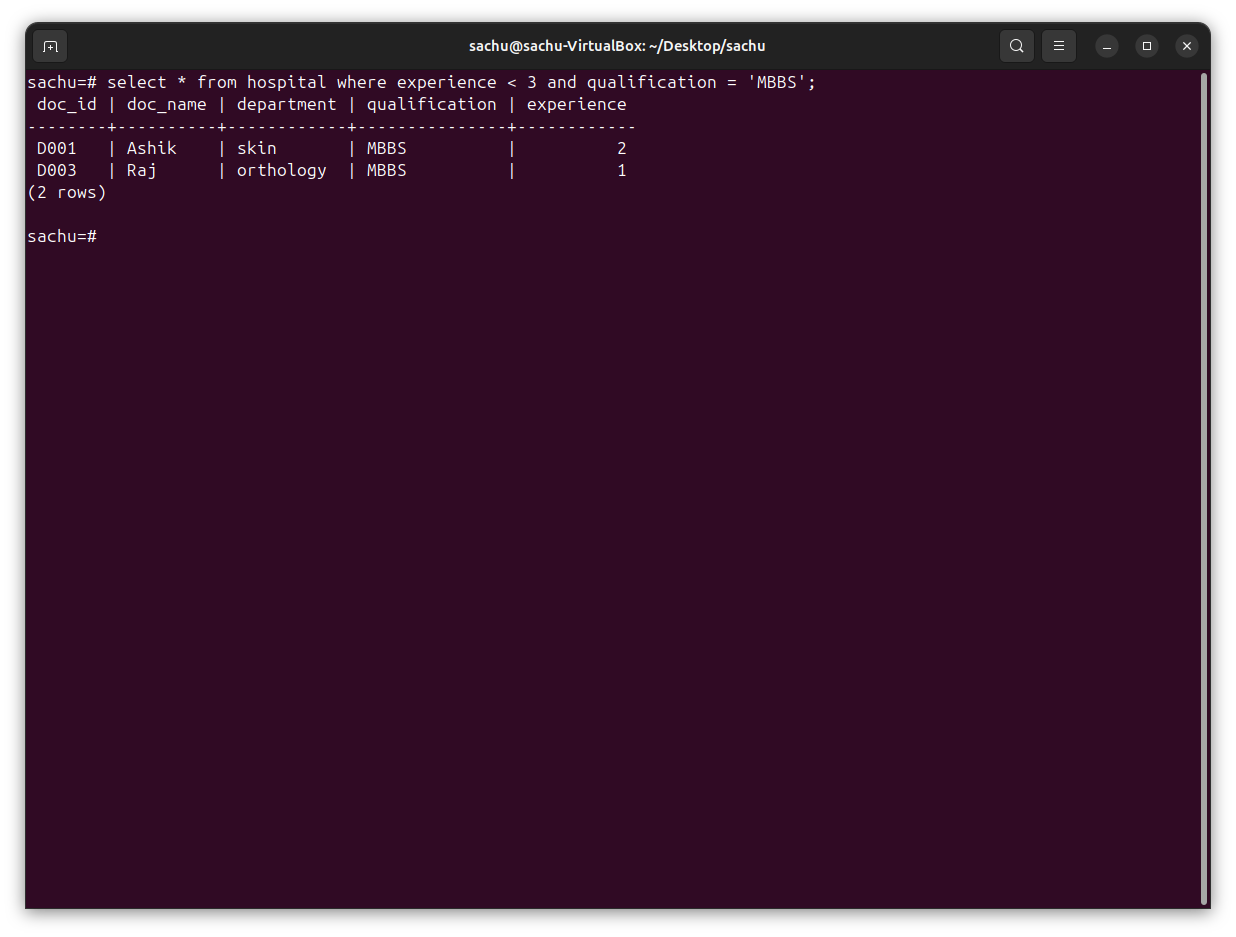 sachu@sachu-VirtualBox: ~/Desktop/sachu
sachu=# select * from hospital where experience < 3 and qualification = 'MBBS';
 doc_id | doc_name | department | qualification | experience
--------+----------+------------+---------------+------------
 D001   | Ashik    | skin       | MBBS          |          2
 D003   | Raj      | orthology  | MBBS          |          1
(2 rows)
sachu=#